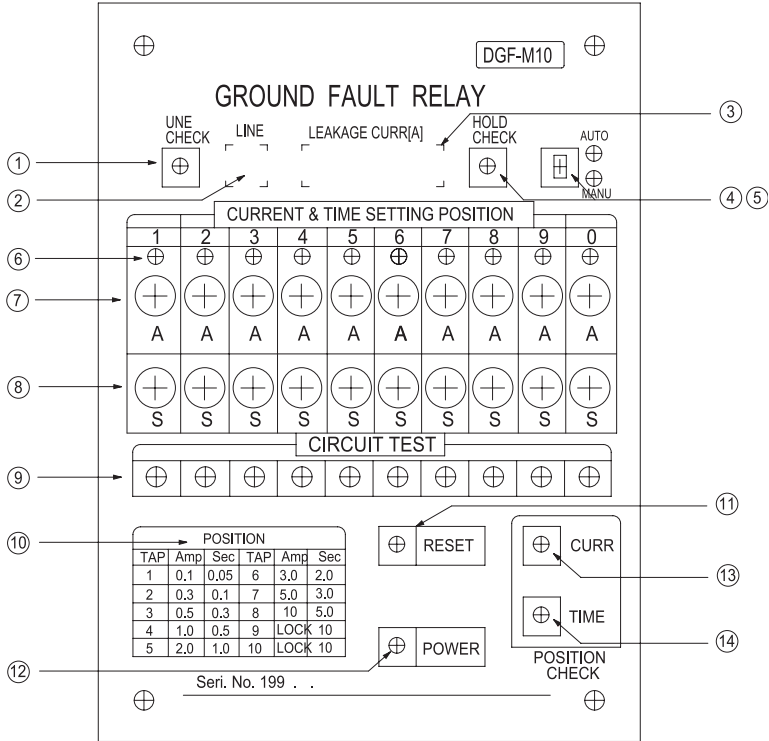 DGF-M10
GROUND FAULT RELAY
UNE CHECK
LINE
LEAKAGE CURR[A]
HOLD CHECK
AUTO
MANU
①
②
③
④ ⑤
CURRENT & TIME SETTING POSITION
1 2 3 4 5 6 7 8 9 0
⑥
⑦
A A A A A A A A A A
⑧
S S S S S S S S S S
CIRCUIT TEST
⑨
⑩
POSITION
TAP Amp Sec TAP Amp Sec
1 0.1 0.05 6 3.0 2.0
2 0.3 0.1 7 5.0 3.0
3 0.5 0.3 8 10 5.0
4 1.0 0.5 9 LOCK 10
5 2.0 1.0 10 LOCK 10
⑪
RESET
CURR
⑬
TIME
⑭
⑫
POWER
POSITION
CHECK
Seri. No. 199 . .